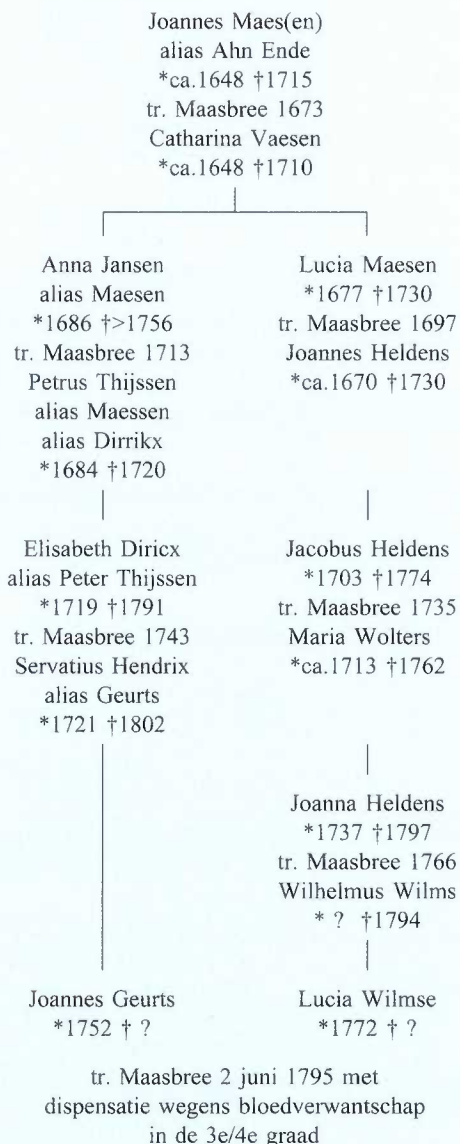 Joannes Maes(en)
alias Ahn Ende
*ca.1648 †1715
tr. Maasbree 1673
Catharina Vaesen
*ca.1648 †1710
Anna Jansen
alias Maesen
*1686 †>1756
tr. Maasbree 1713
Petrus Thijssen
alias Maessen
alias Dirrikx
*1684 †1720
Lucia Maesen
*1677 †1730
tr. Maasbree 1697
Joannes Heldens
*ca.1670 †1730
Elisabeth Diricx
alias Peter Thijssen
*1719 †1791
tr. Maasbree 1743
Servatius Hendrix
alias Geurts
*1721 †1802
Jacobus Heldens
*1703 †1774
tr. Maasbree 1735
Maria Wolters
*ca.1713 †1762
Joanna Heldens
*1737 †1797
tr. Maasbree 1766
Wilhelmus Wilms
* ? †1794
Joannes Geurts
*1752 † ?
Lucia Wilmse
*1772 † ?
tr. Maasbree 2 juni 1795 met
dispensatie wegens bloedverwantschap
in de 3e/4e graad